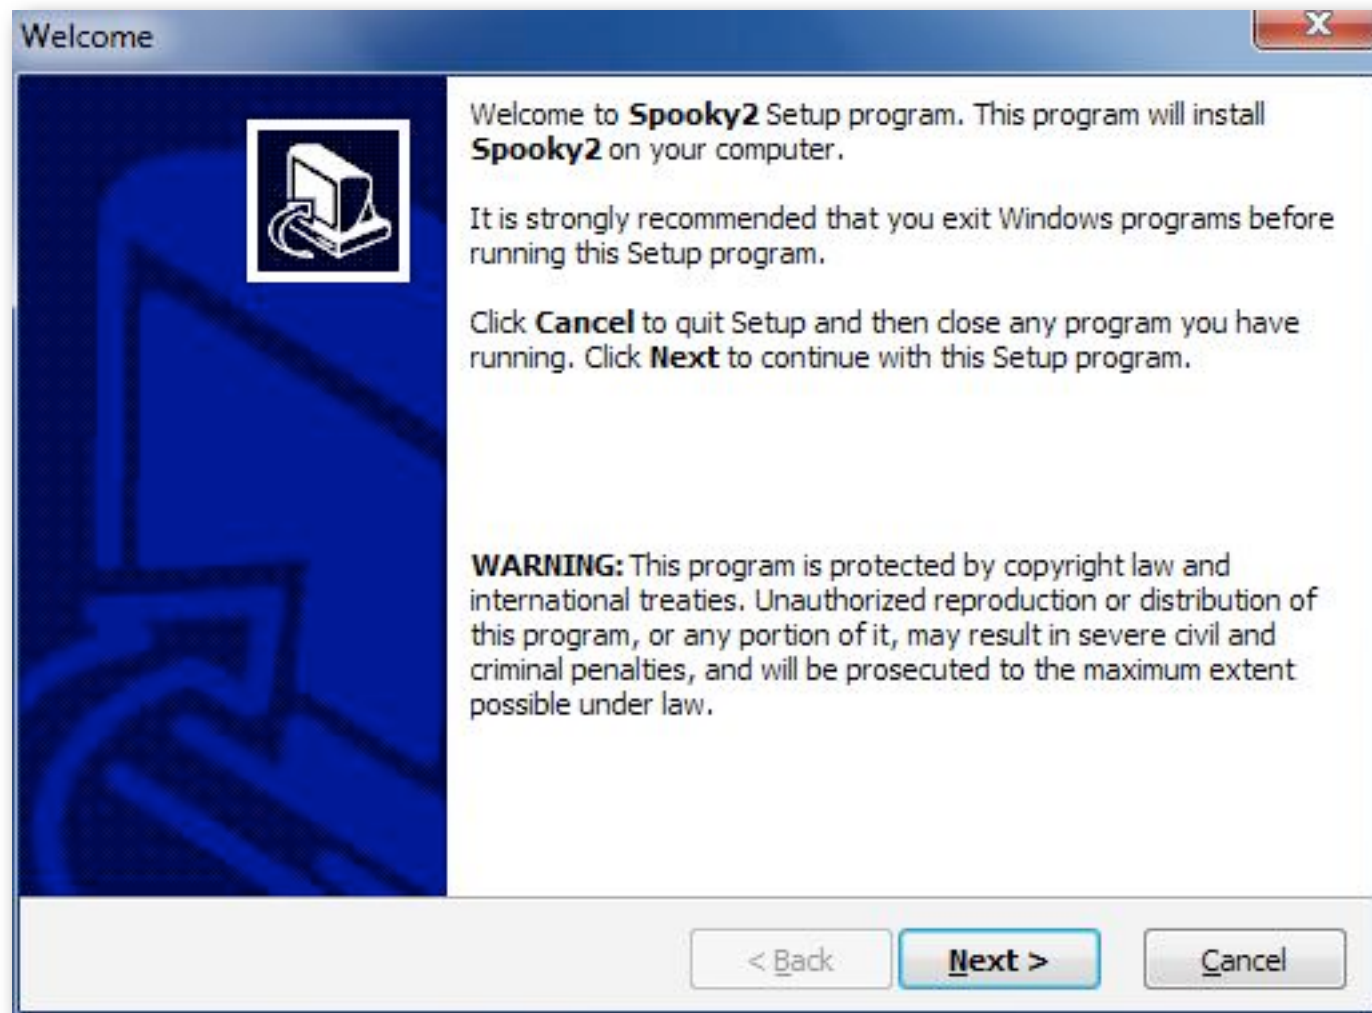 Welcome
X
Welcome to Spooky2 Setup program. This program will install
Spooky2 on your computer.
It is strongly recommended that you exit Windows programs before
running this Setup program.
Click Cancel to quit Setup and then close any program you have
running. Click Next to continue with this Setup program.
WARNING: This program is protected by copyright law and
international treaties. Unauthorized reproduction or distribution of
this program, or any portion of it, may result in severe civil and
criminal penalties, and will be prosecuted to the maximum extent
possible under law.
< Back
Next >
Cancel